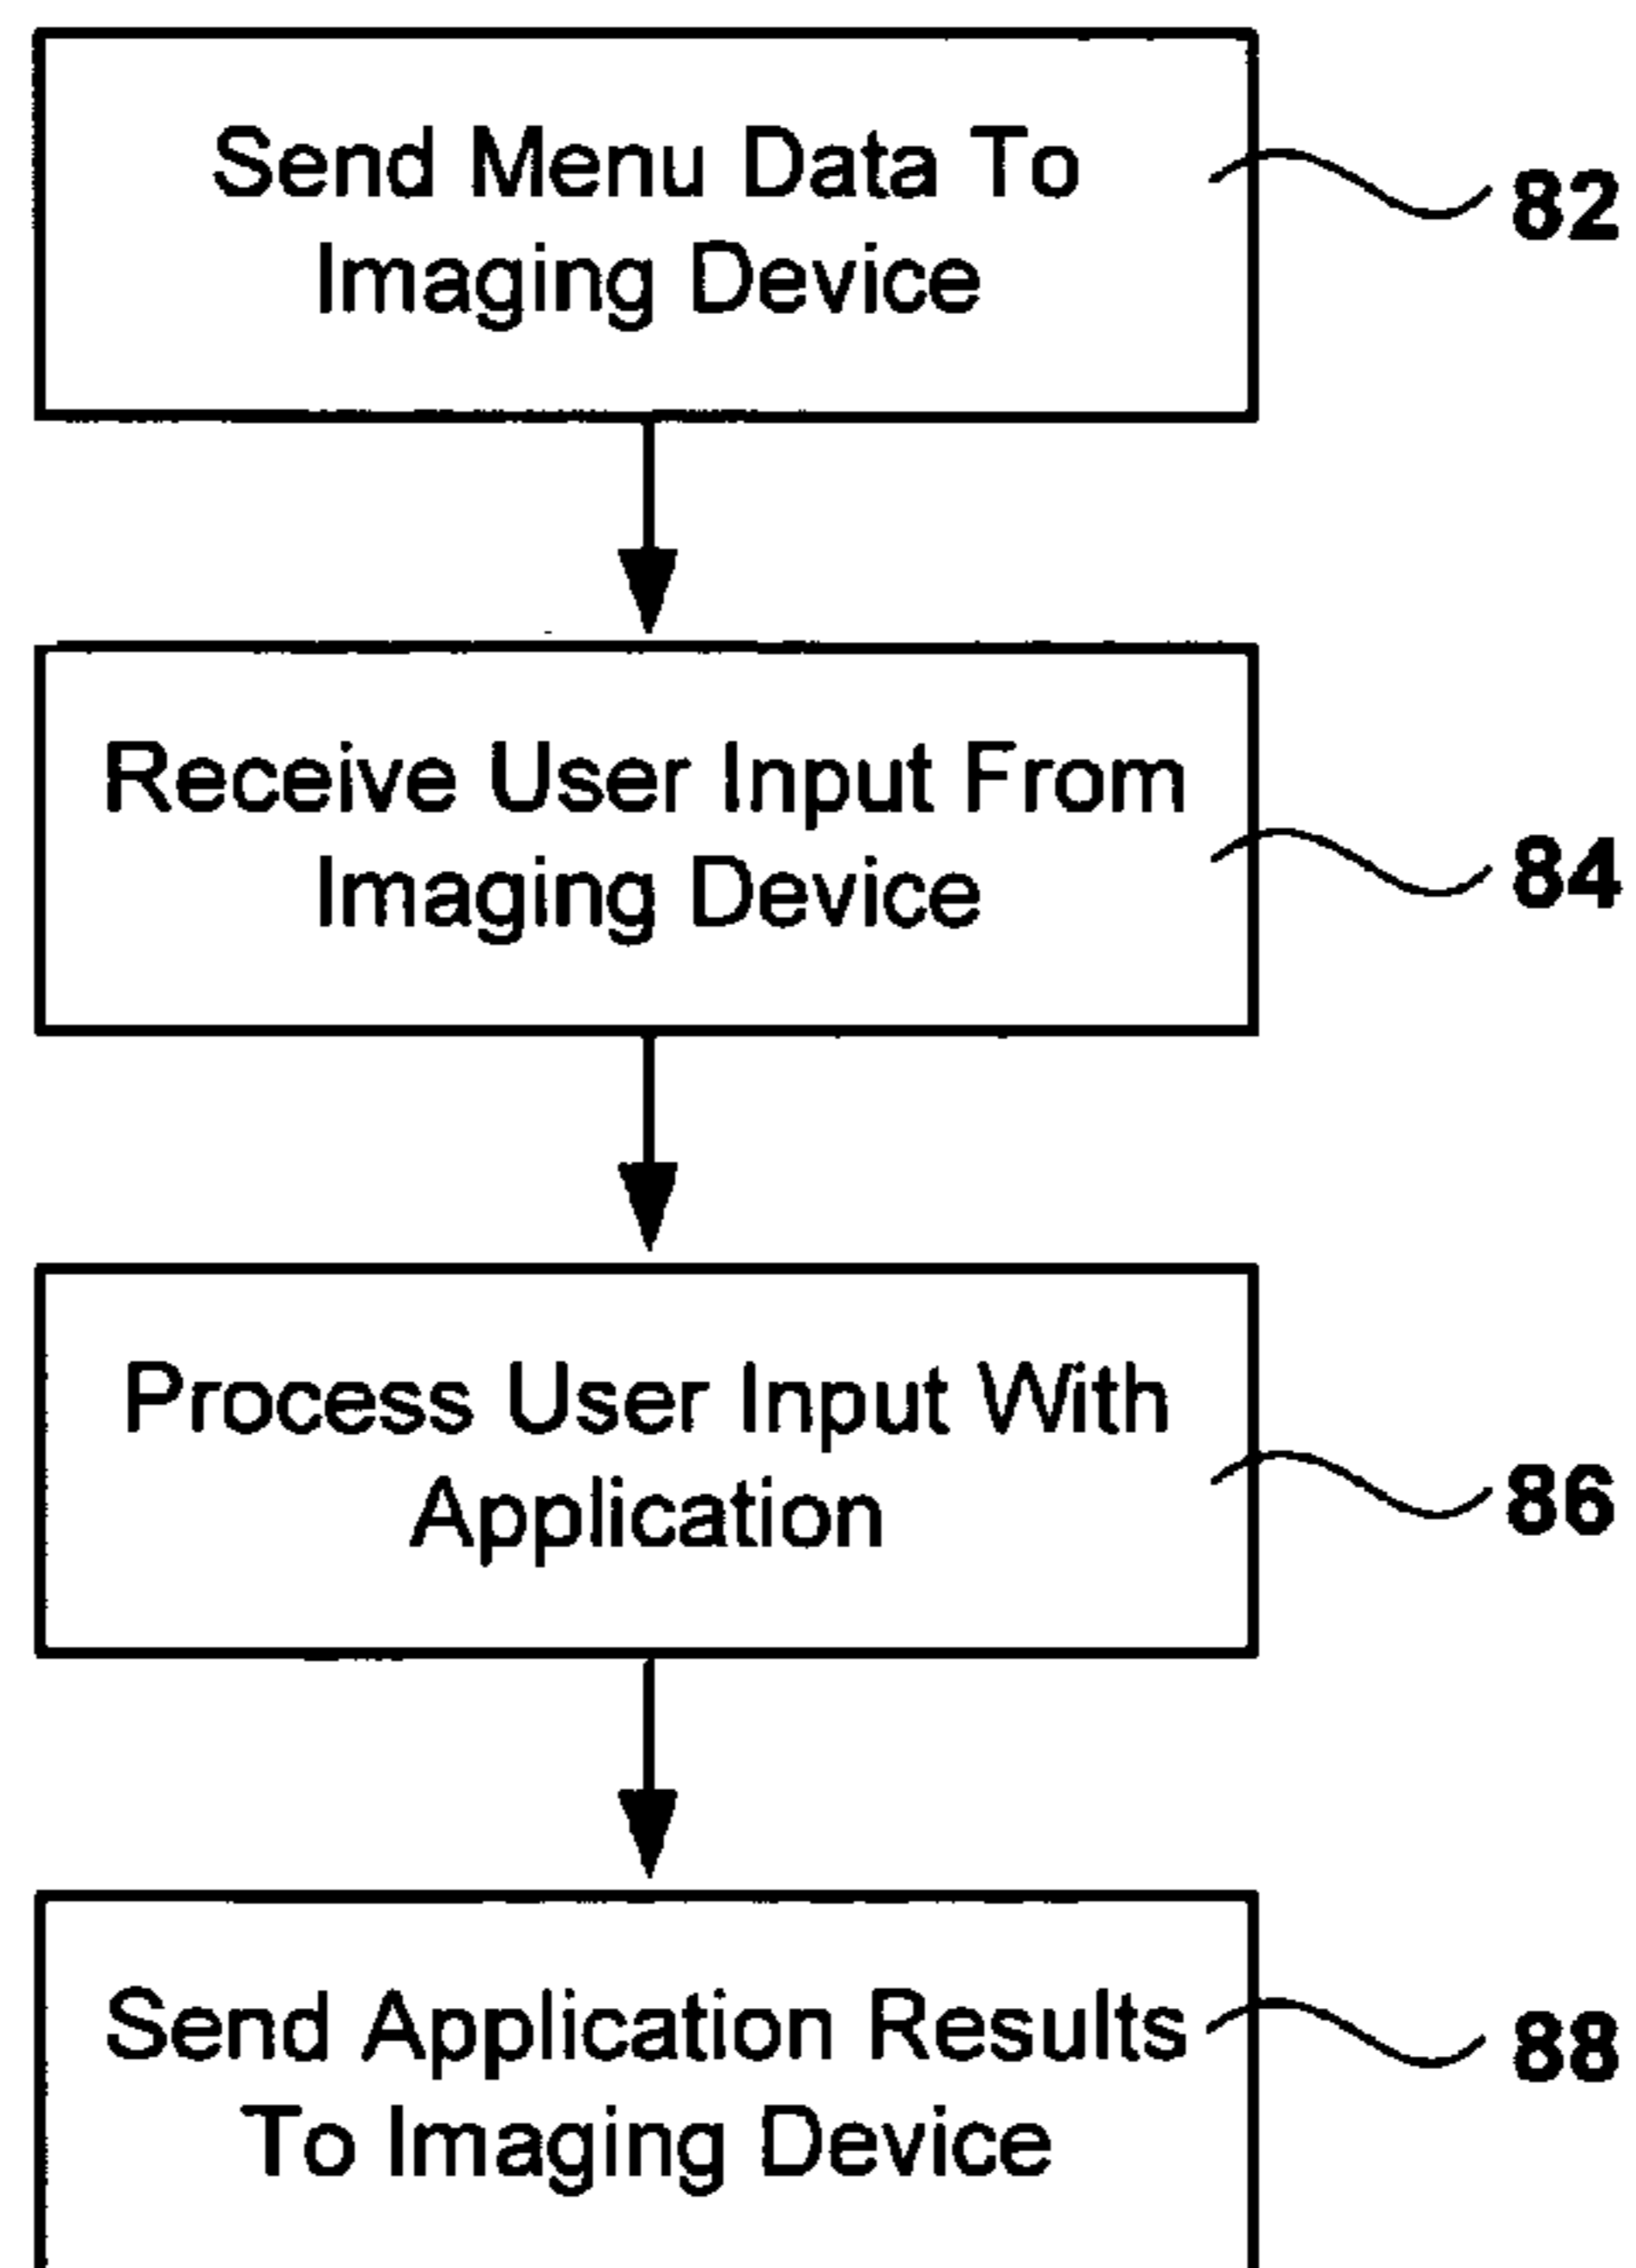 Send Menu Data To
Imaging Device
82
Receive User Input From
Imaging Device
84
Process User Input With
Application
86
Send Application Results
To Imaging Device
88